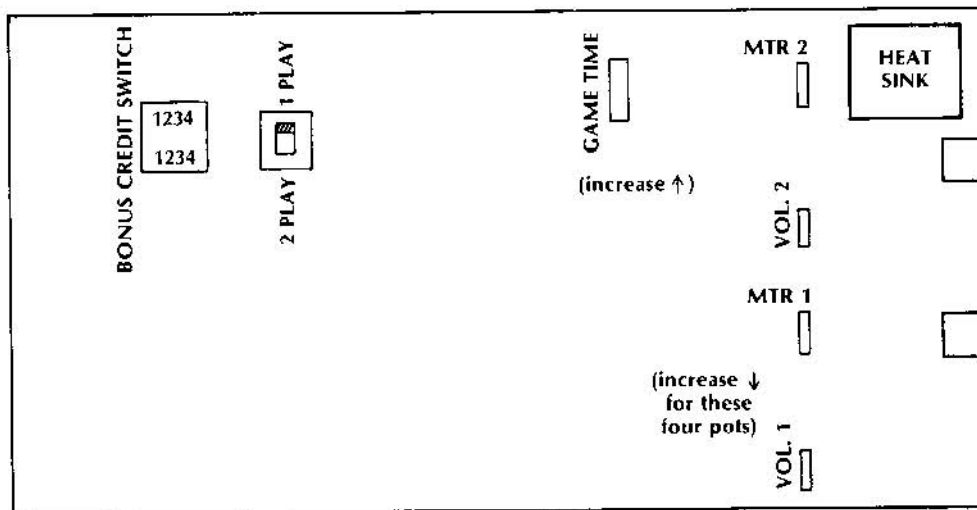 BONUS CREDIT SWITCH
1234
1234
1 PLAY
2 PLAY
GAME TIME
(increase ↑)
MTR 2
HEAT
SINK
VOL. 2
MTR 1
(increase ↓
for these
four pots)
VOL. 1